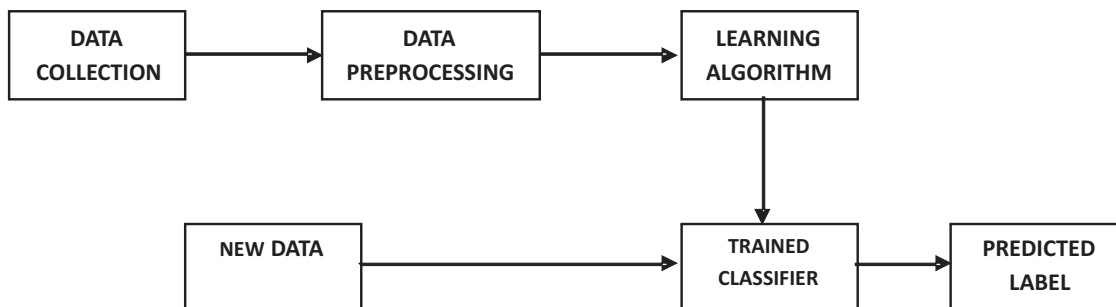 DATA
COLLECTION
DATA
PREPROCESSING
LEARNING
ALGORITHM
NEW DATA
TRAINED
CLASSIFIER
PREDICTED
LABEL